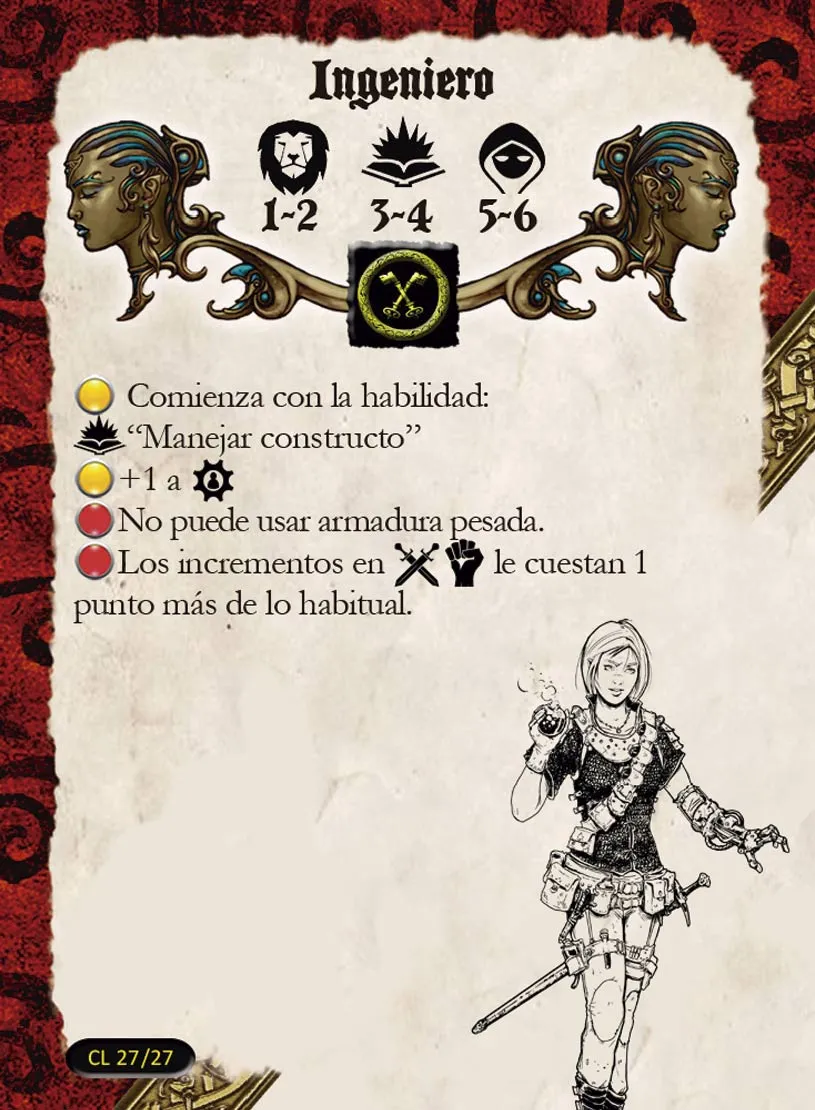 Ingeniero
1~2 3~4 5~6
Comienza con la habilidad:
“Manejar constructo”
+1 a
No puede usar armadura pesada.
Los incrementos en le cuestan 1
punto más de lo habitual.
CL 27/27